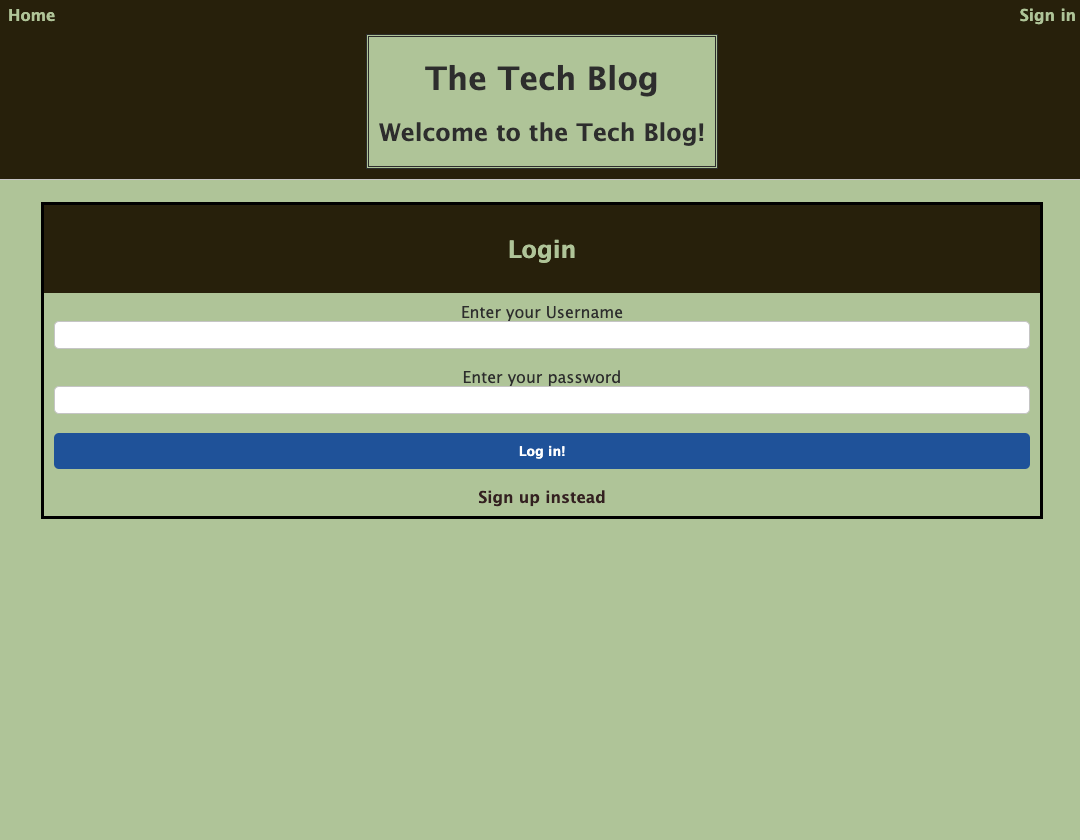 Home
Sign in
The Tech Blog
Welcome to the Tech Blog!
Login
Enter your Username
Enter your password
Log in!
Sign up instead